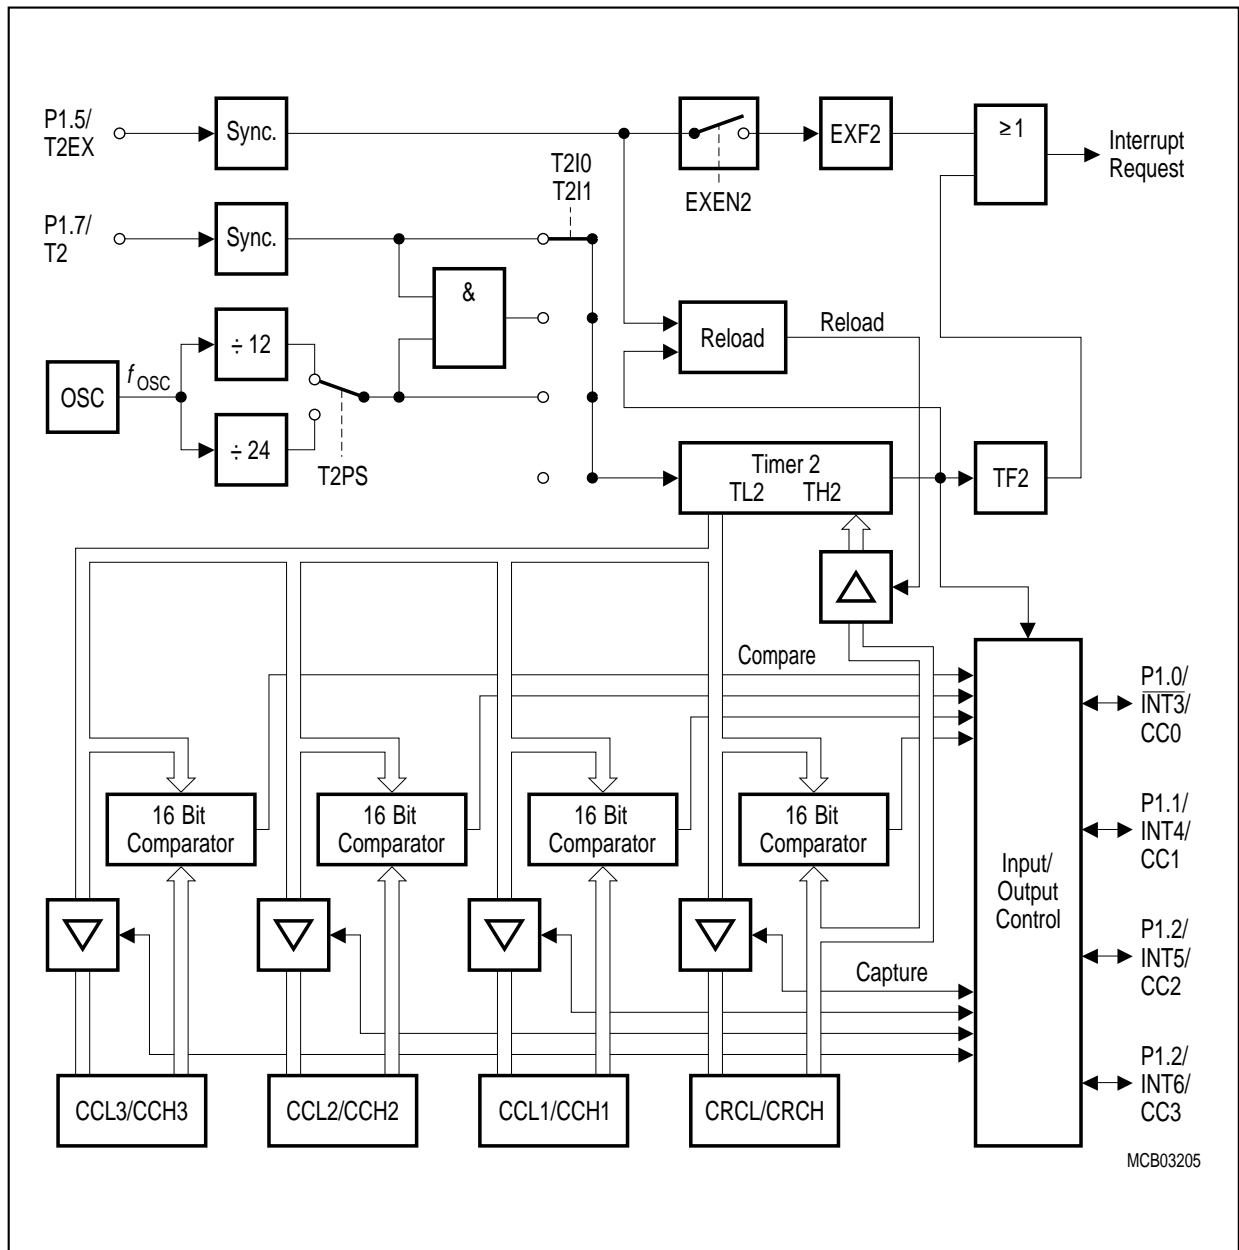 P1.5/
T2EX
Sync.
EXF2
≥1
Interrupt
Request
EXEN2
T2I0
T2I1
P1.7/
T2
Sync.
&
÷ 12
Reload
Reload
OSC
f OSC
÷ 24
T2PS
Timer 2
TL2 TH2
TF2
Compare
P1.0/
INT3/
CC0
16 Bit
Comparator
16 Bit
Comparator
16 Bit
Comparator
16 Bit
Comparator
P1.1/
INT4/
CC1
Input/
Output
Control
P1.2/
INT5/
CC2
Capture
P1.2/
INT6/
CC3
CCL3/CCH3
CCL2/CCH2
CCL1/CCH1
CRCL/CRCH
MCB03205